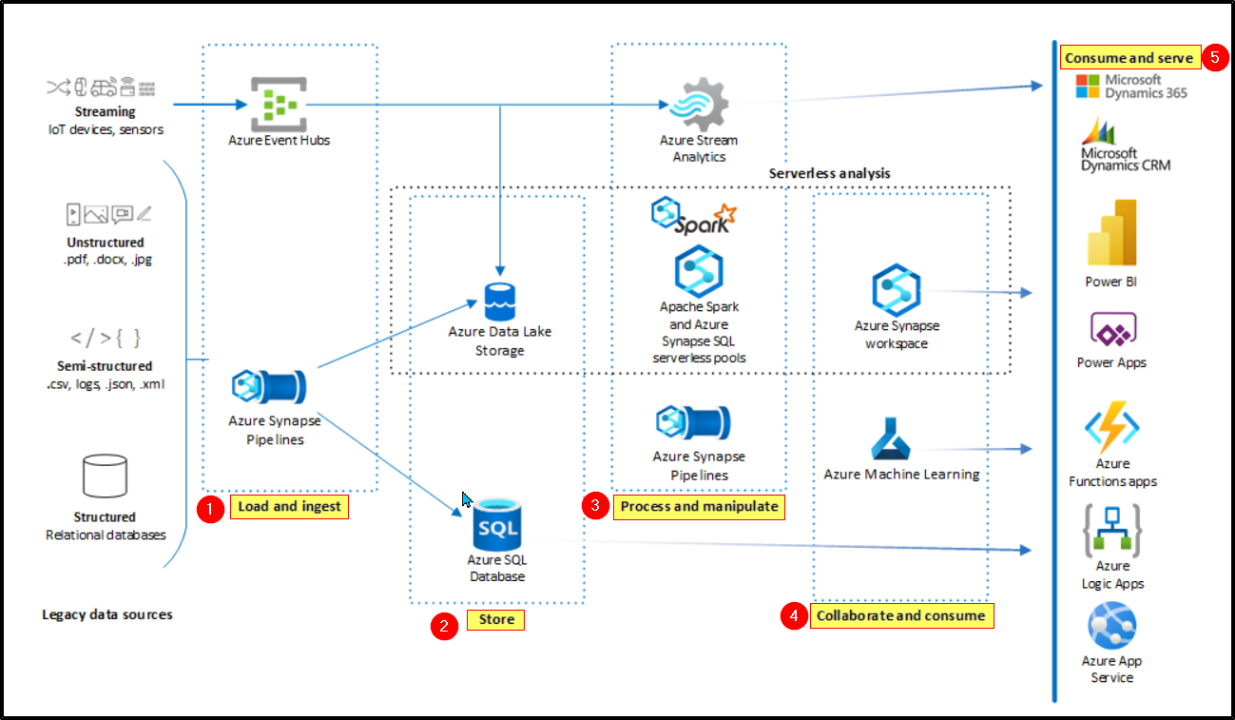 Streaming
IoT devices, sensors
Unstructured
.pdf, .docx, .jpg
</>{ }
Semi-structured
.csv, logs, .json, .xml
Structured
Relational databases
Legacy data sources
Azure Event Hubs
Azure Synapse
Pipelines
1
Load and ingest
Azure Data Lake
Storage
SQL
Azure SQL
Database
2
Store
Azure Stream
Analytics
Serverless analysis
Spark
Apache Spark
and Azure
Synapse SQL
serverless pools
Azure Synapse
Pipelines
3
Process and manipulate
Azure Synapse
workspace
Azure Machine Learning
4
Collaborate and consume
Consume and serve
5
Microsoft
Dynamics 365
Microsoft
Dynamics CRM
Power BI
Power Apps
Azure
Functions apps
Azure
Logic Apps
Azure App
Service